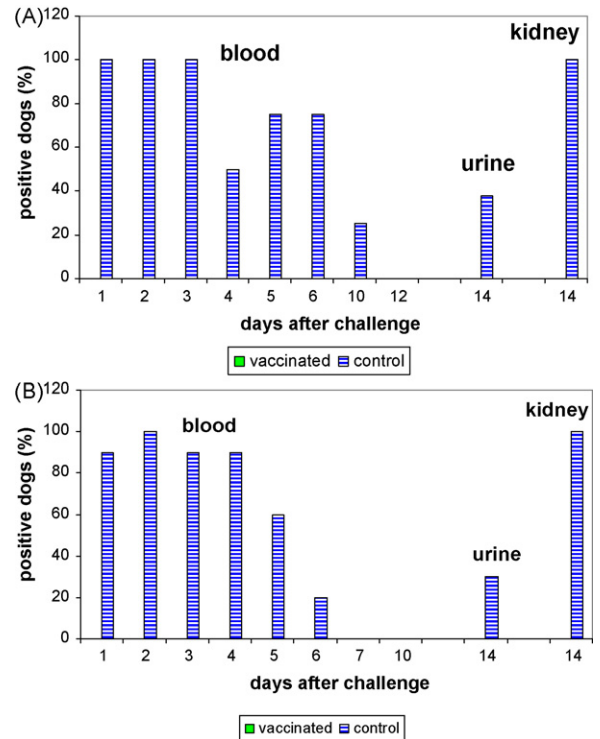 (A)
120
100
80
60
40
20
0
positive dogs (%)
blood
urine
kidney
1 2 3 4 5 6 10 12 14 14
days after challenge
vaccinated control
(B)
120
100
80
60
40
20
0
positive dogs (%)
blood
urine
kidney
1 2 3 4 5 6 7 10 14 14
days after challenge
vaccinated control